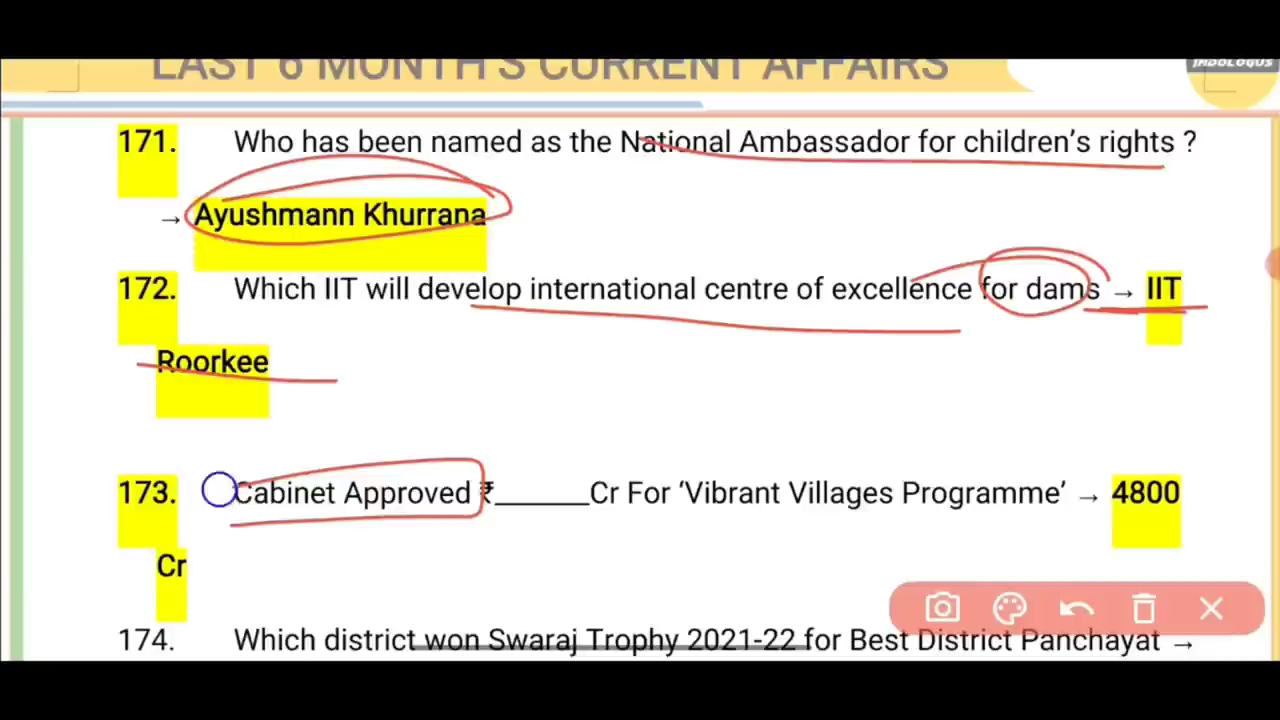 LAST 6 MONTH'S CURRENT AFFAIRS
INDOLOGUS
171. Who has been named as the National Ambassador for children's rights ?
→ Ayushmann Khurrana
172. Which IIT will develop international centre of excellence for dams → IIT
Roorkee
173. Cabinet Approved ₹______Cr For ‘Vibrant Villages Programme’ → 4800
Cr
174. Which district won Swaraj Trophy 2021-22 for Best District Panchayat →